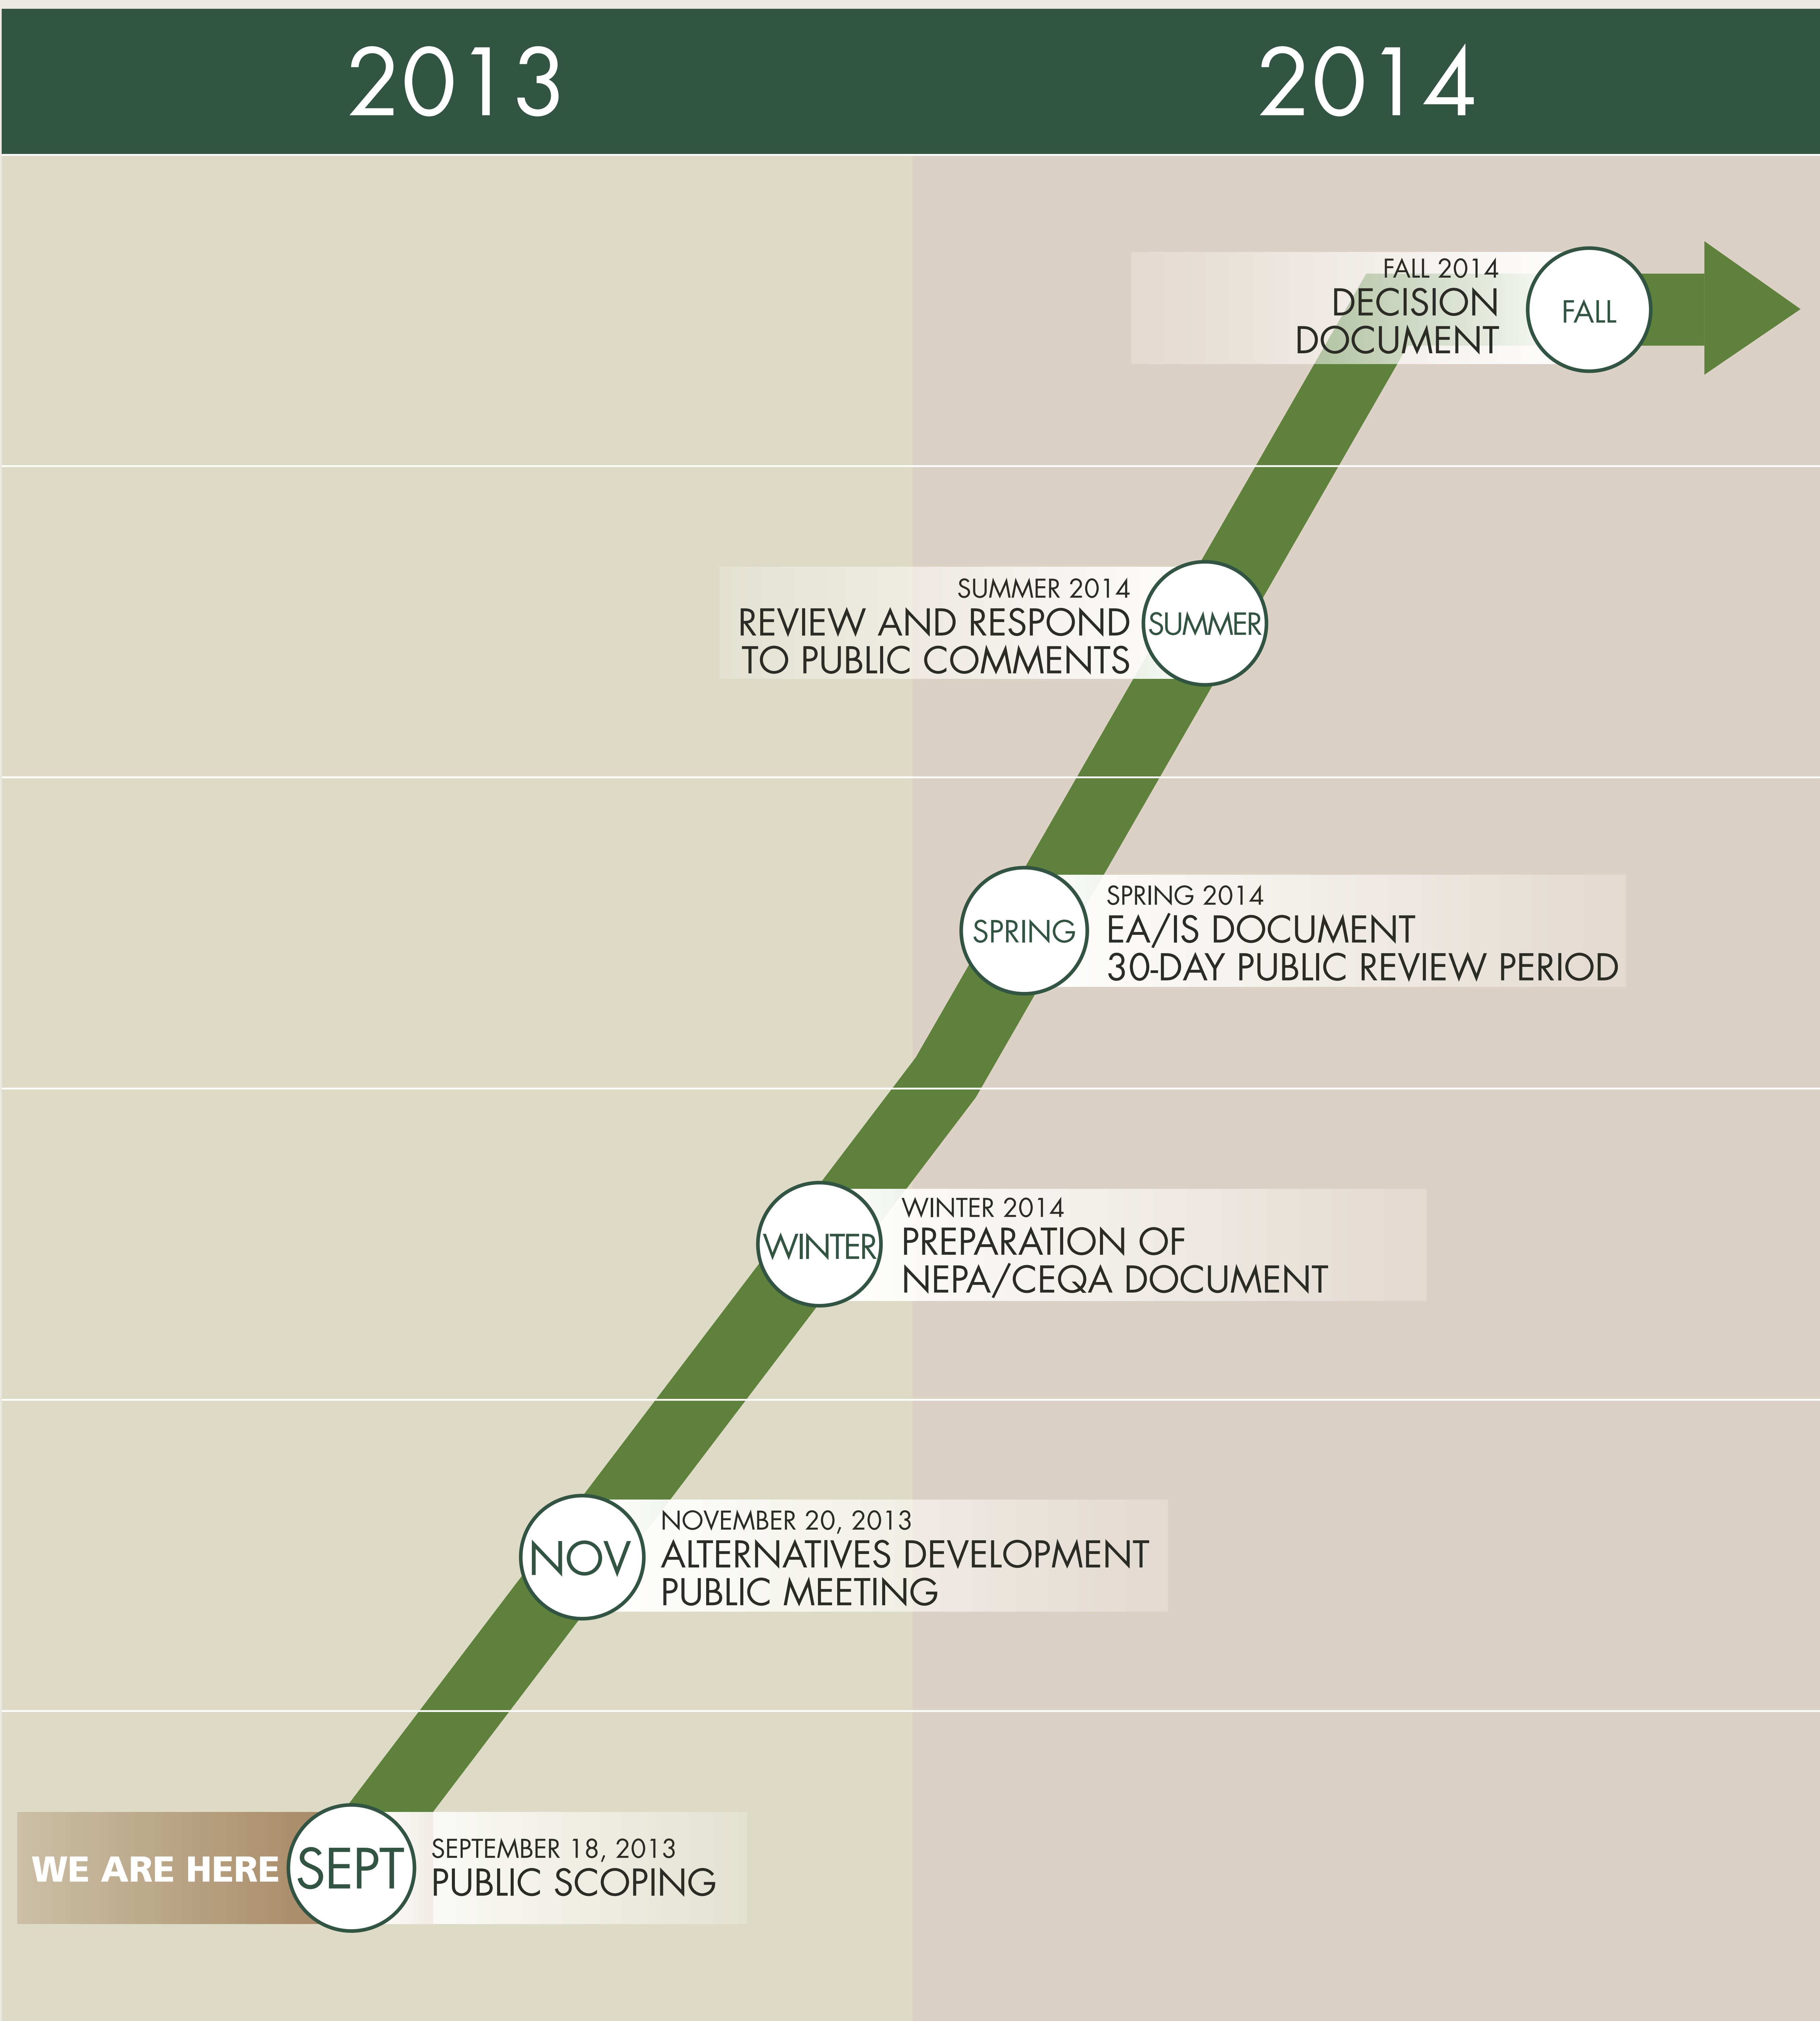 2013
2014
FALL 2014
DECISION
DOCUMENT
FALL
SUMMER 2014
REVIEW AND RESPOND
TO PUBLIC COMMENTS
SUMMER
SPRING
SPRING 2014
EA/IS DOCUMENT
30-DAY PUBLIC REVIEW PERIOD
WINTER
WINTER 2014
PREPARATION OF
NEPA/CEQA DOCUMENT
NOV
NOVEMBER 20, 2013
ALTERNATIVES DEVELOPMENT
PUBLIC MEETING
WE ARE HERE
SEPT
SEPTEMBER 18, 2013
PUBLIC SCOPING